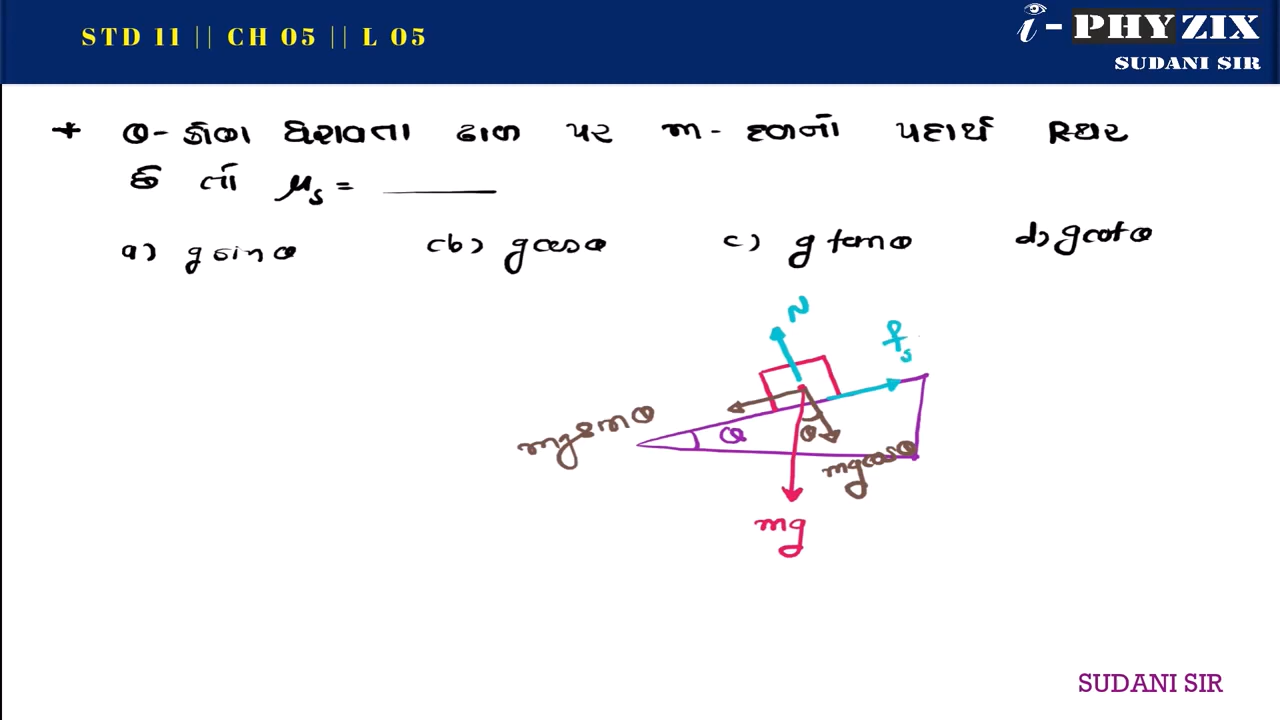 STD 11 || CH 05 || L 05
i-PHYZIX
SUDANI SIR
* θ- કોણ ધરાવતા ઢાળ પર m- દળનો પદાર્થ સ્થિર
છે તો μs = ______
a) g sinθ (b) g cosθ c) g tanθ d) g cotθ
N
fs
mg sinθ
θ
θ
mg cosθ
mg
SUDANI SIR